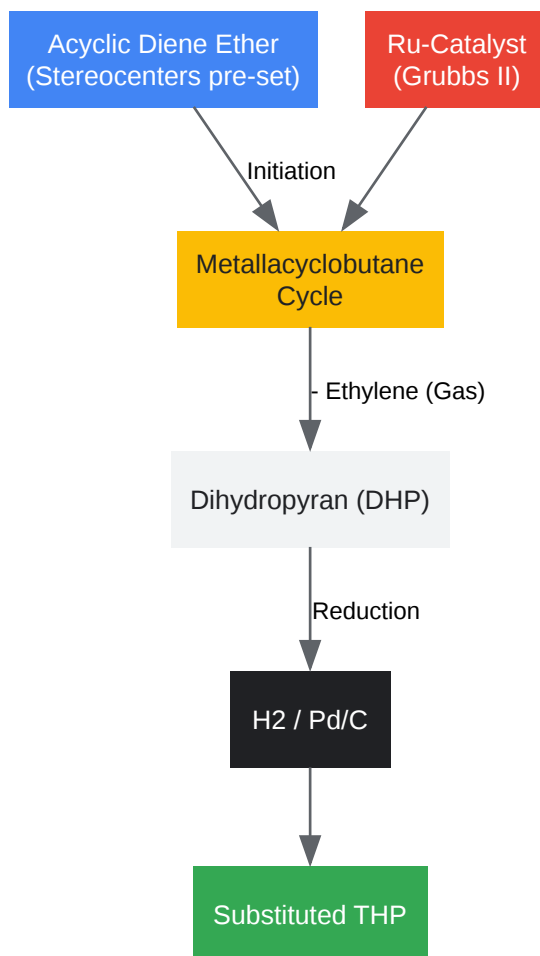 Acyclic Diene Ether
(Stereocenters pre-set)
Ru-Catalyst
(Grubbs II)
Initiation
Metallacyclobutane
Cycle
- Ethylene (Gas)
Dihydropyran (DHP)
Reduction
H2 / Pd/C
Substituted THP